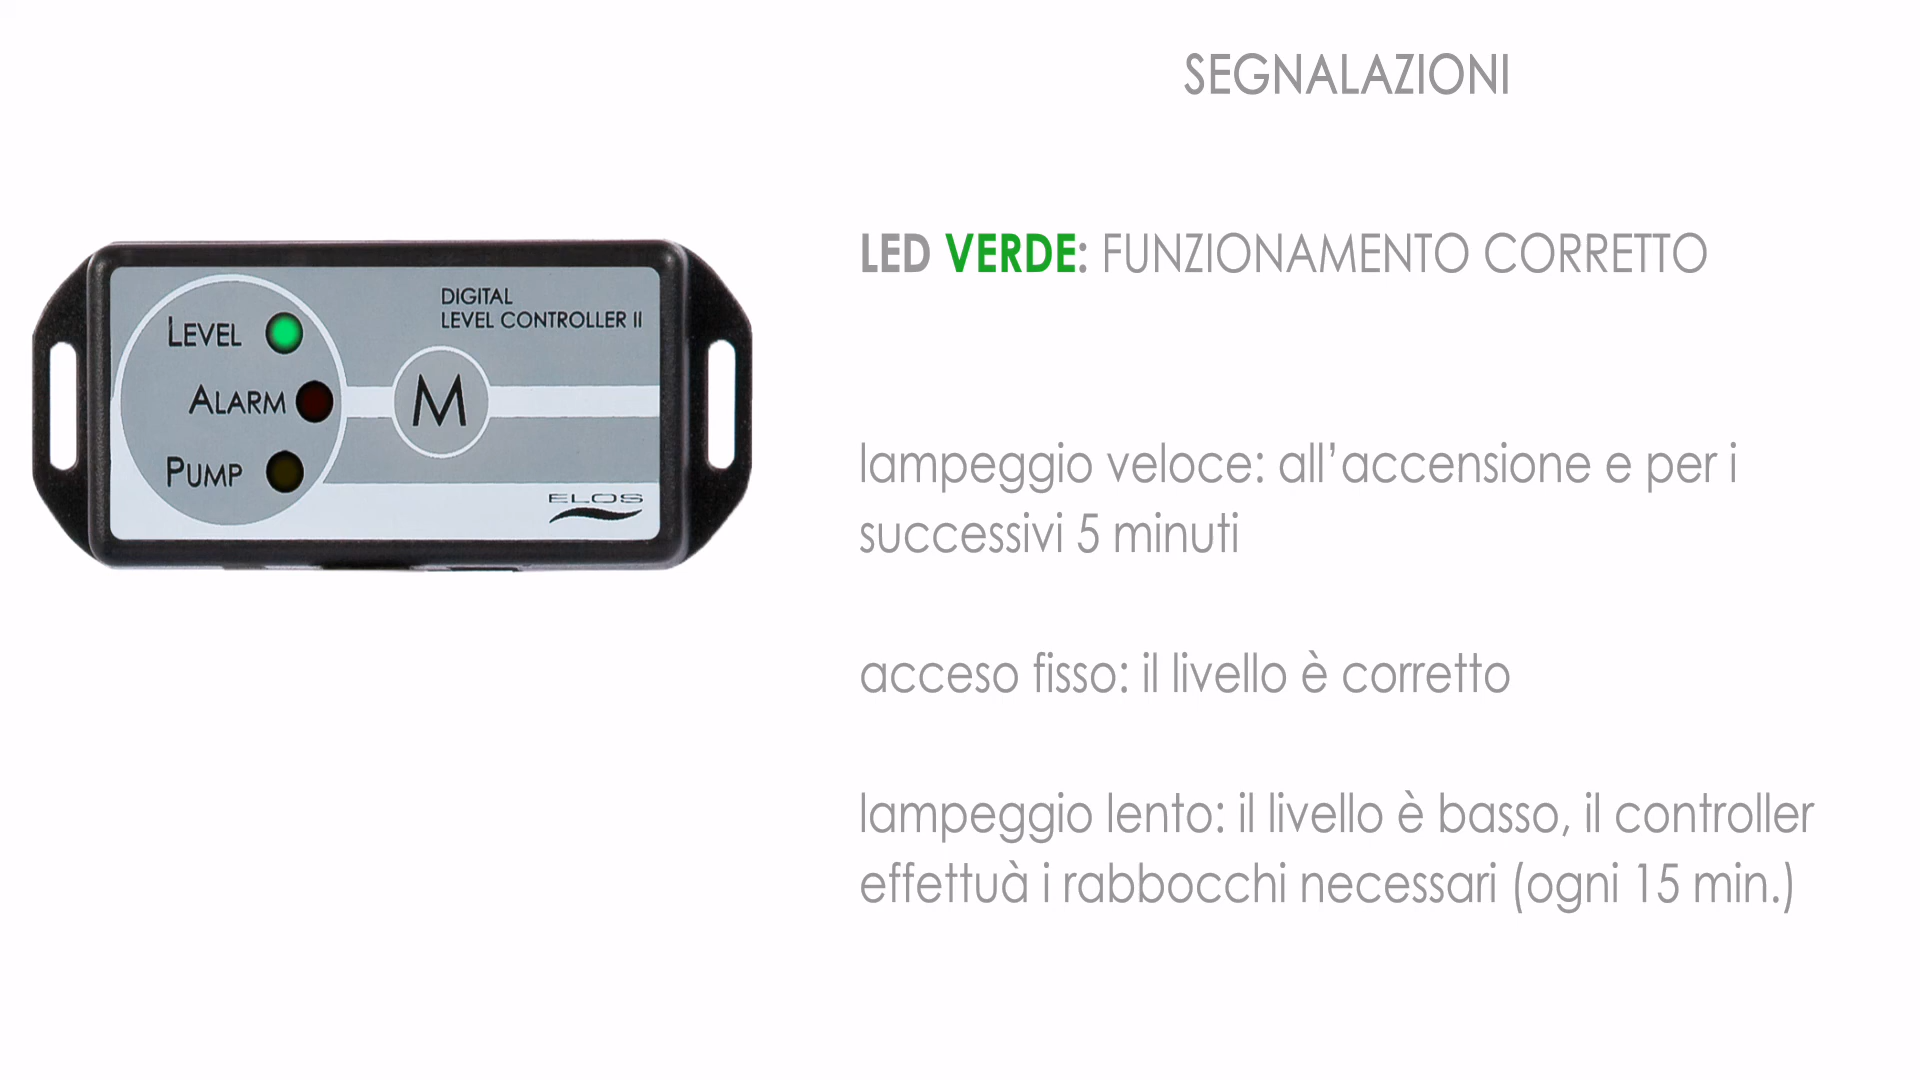 SEGNALAZIONI
LED VERDE: FUNZIONAMENTO CORRETTO
DIGITAL
LEVEL CONTROLLER II
LEVEL
ALARM
M
PUMP
ELOS
lampeggio veloce: all’accensione e per i
successivi 5 minuti
acceso fisso: il livello è corretto
lampeggio lento: il livello è basso, il controller
effettuà i rabbocchi necessari (ogni 15 min.)